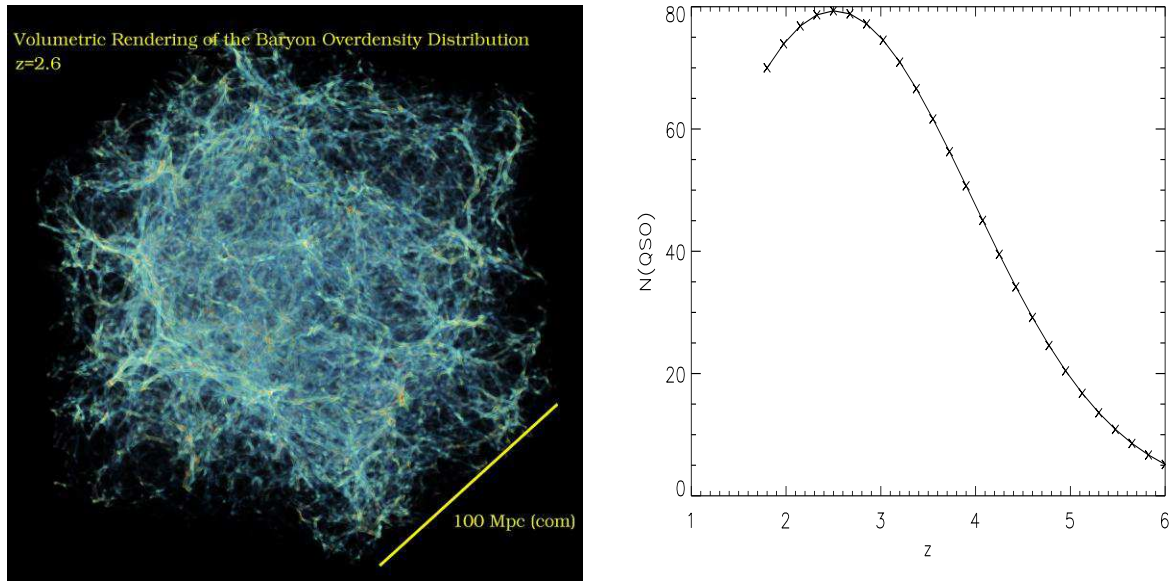 Volumetric Rendering of the Baryon Overdensity Distribution
z=2.6
100 Mpc (com)
80
60
40
20
0
N(QSO)
1 2 3 4 5 6
z